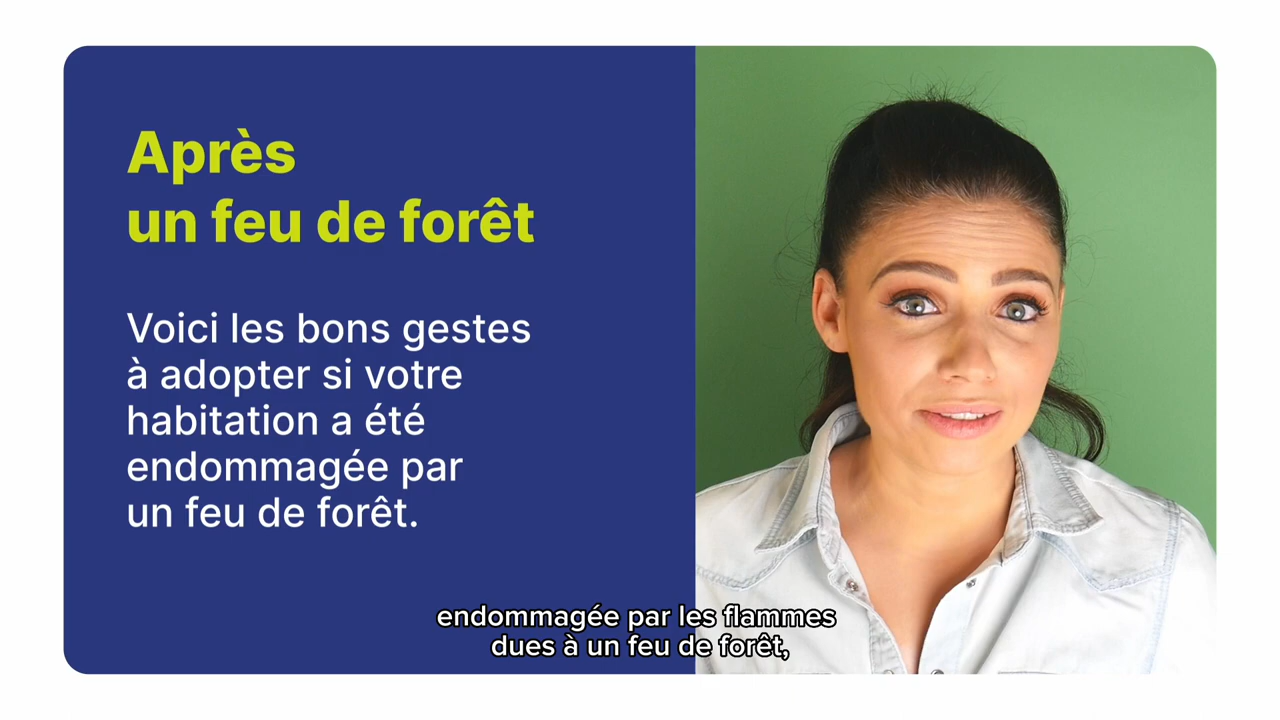 Après
un feu de forêt
Voici les bons gestes
à adopter si votre
habitation a été
endommagée par
un feu de forêt.
endommagée par les flammes
dues à un feu de forêt,